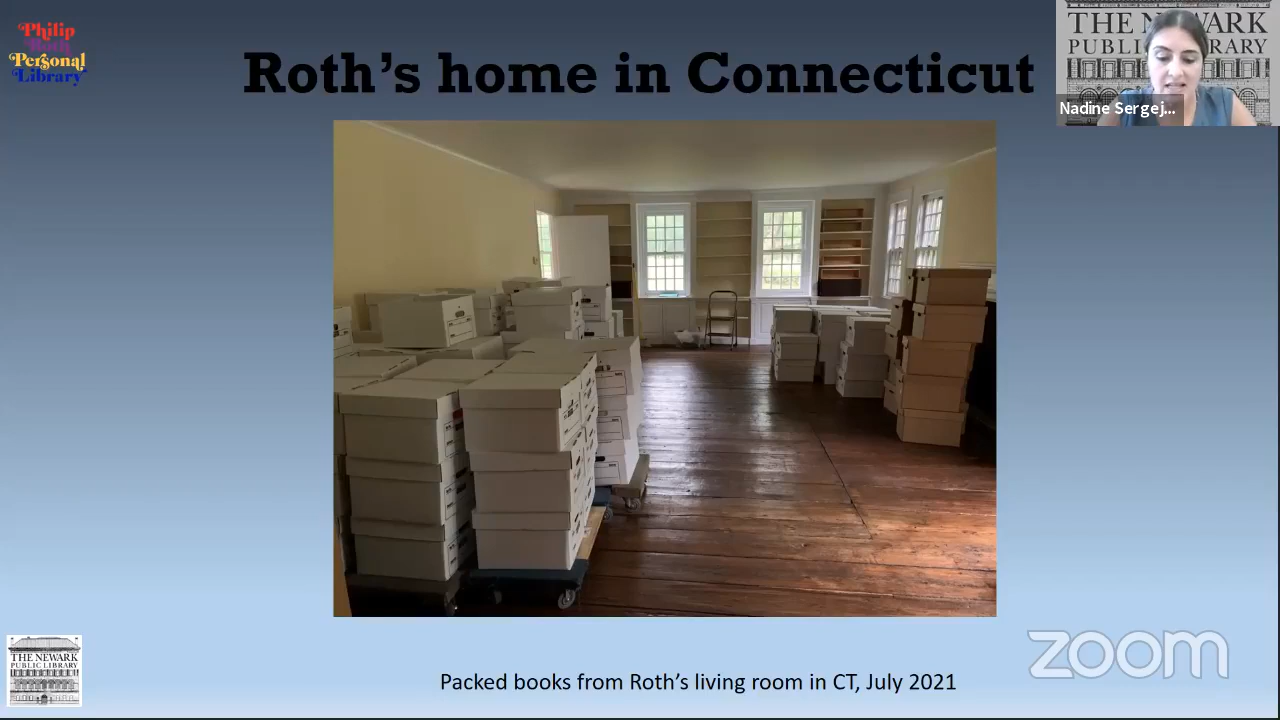 Philip
Roth
Personal
Library
Roth's home in Connecticut
THE NEWARK
PUBLIC LIBRARY
Nadine Sergej...
THE NEWARK
PUBLIC LIBRARY
zoom
Packed books from Roth's living room in CT, July 2021